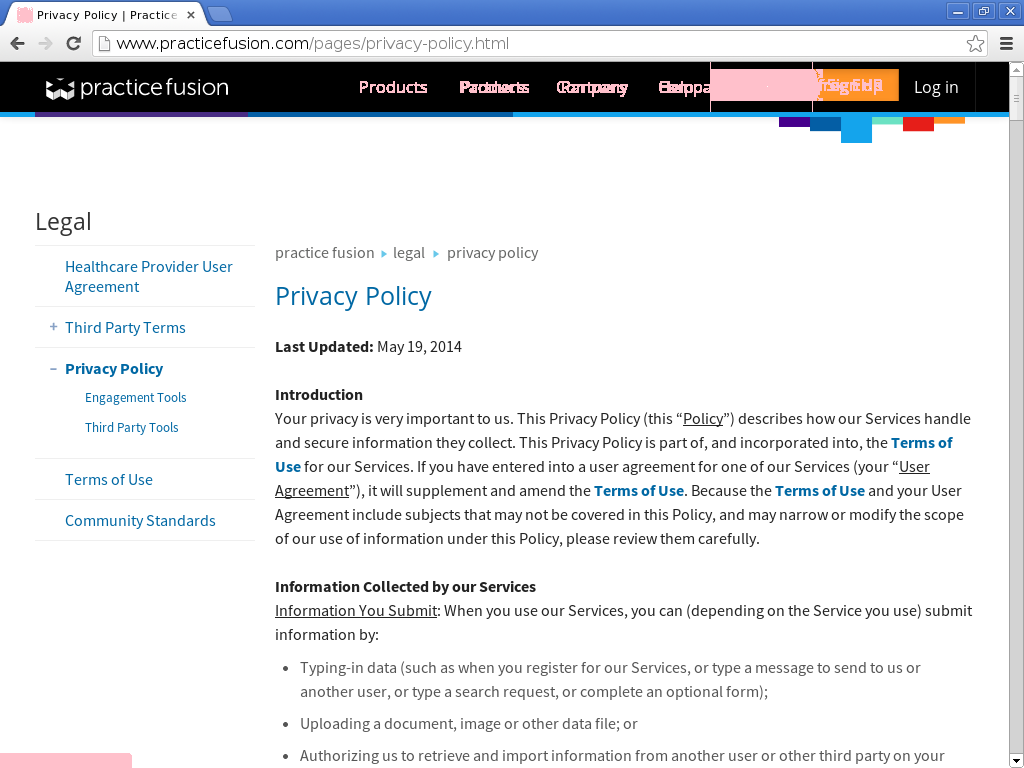 Privacy Policy | Practice
www.practicefusion.com/pages/privacy-policy.html
practice fusion
Products
Log in
Legal
Healthcare Provider User
Agreement
+ Third Party Terms
– Privacy Policy
Engagement Tools
Third Party Tools
Terms of Use
Community Standards
practice fusion legal privacy policy
Privacy Policy
Last Updated: May 19, 2014
Introduction
Your privacy is very important to us. This Privacy Policy (this “Policy”) describes how our Services handle
and secure information they collect. This Privacy Policy is part of, and incorporated into, the Terms of
Use for our Services. If you have entered into a user agreement for one of our Services (your “User
Agreement”), it will supplement and amend the Terms of Use. Because the Terms of Use and your User
Agreement include subjects that may not be covered in this Policy, and may narrow or modify the scope
of our use of information under this Policy, please review them carefully.
Information Collected by our Services
Information You Submit: When you use our Services, you can (depending on the Service you use) submit
information by:
• Typing-in data (such as when you register for our Services, or type a message to send to us or
another user, or type a search request, or complete an optional form);
• Uploading a document, image or other data file; or
• Authorizing us to retrieve and import information from another user or other third party on your